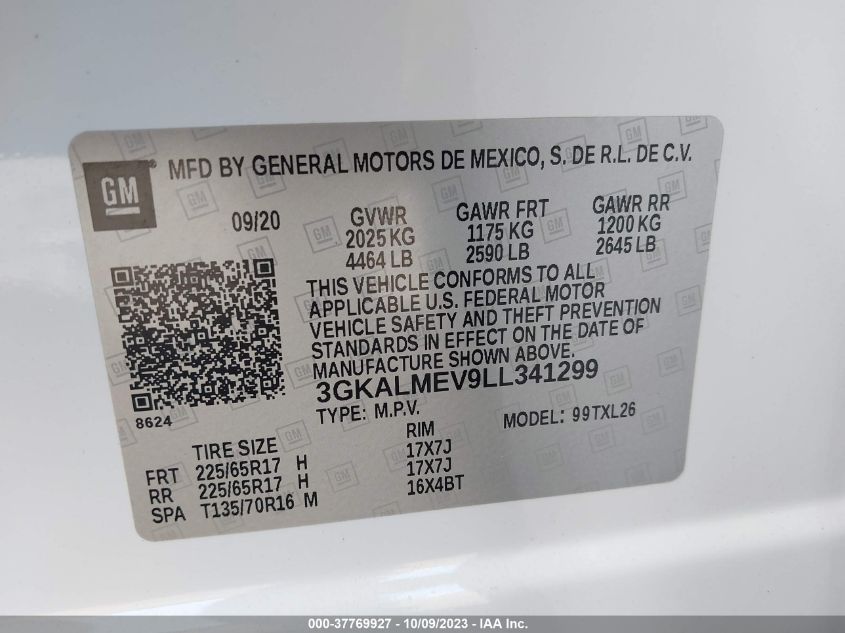 GM
MFD BY GENERAL MOTORS DE MEXICO, S. DE R.L. DE C.V.
09/20 GVWR GAWR FRT GAWR RR
2025 KG 1175 KG 1200 KG
4464 LB 2590 LB 2645 LB
THIS VEHICLE CONFORMS TO ALL
APPLICABLE U.S. FEDERAL MOTOR
VEHICLE SAFETY AND THEFT PREVENTION
STANDARDS IN EFFECT ON THE DATE OF
MANUFACTURE SHOWN ABOVE.
3GKALMEV9LL341299
8624
TYPE: M.P.V. MODEL: 99TXL26
TIRE SIZE RIM
FRT 225/65R17 H 17X7J
RR 225/65R17 H 17X7J
SPA T135/70R16 M 16X4BT
000-37769927 - 10/09/2023 - IAA Inc.